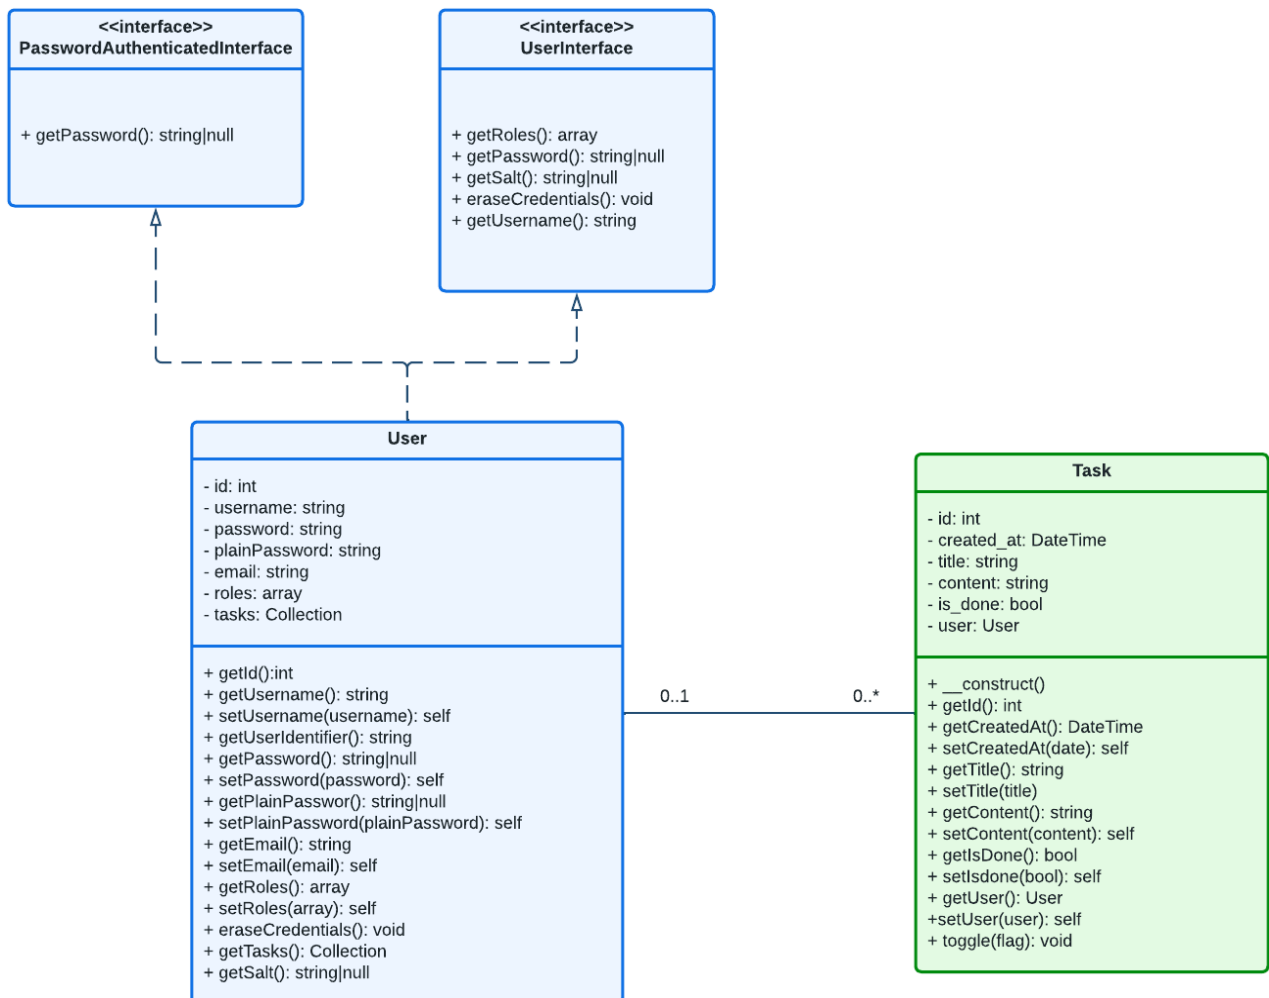 <<interface>>
PasswordAuthenticatedInterface
+ getPassword(): string|null
<<interface>>
UserInterface
+ getRoles(): array
+ getPassword(): string|null
+ getSalt(): string|null
+ eraseCredentials(): void
+ getUsername(): string
User
- id: int
- username: string
- password: string
- plainPassword: string
- email: string
- roles: array
- tasks: Collection
+ getId():int
+ getUsername(): string
+ setUsername(username): self
+ getUserIdentifier(): string
+ getPassword(): string|null
+ setPassword(password): self
+ getPlainPasswor(): string|null
+ setPlainPassword(plainPassword): self
+ getEmail(): string
+ setEmail(email): self
+ getRoles(): array
+ setRoles(array): self
+ eraseCredentials(): void
+ getTasks(): Collection
+ getSalt(): string|null
0..1
0..*
Task
- id: int
- created_at: DateTime
- title: string
- content: string
- is_done: bool
- user: User
+ __construct()
+ getId(): int
+ getCreatedAt(): DateTime
+ setCreatedAt(date): self
+ getTitle(): string
+ setTitle(title)
+ getContent(): string
+ setContent(content): self
+ getIsDone(): bool
+ setIsdone(bool): self
+ getUser(): User
+setUser(user): self
+ toggle(flag): void